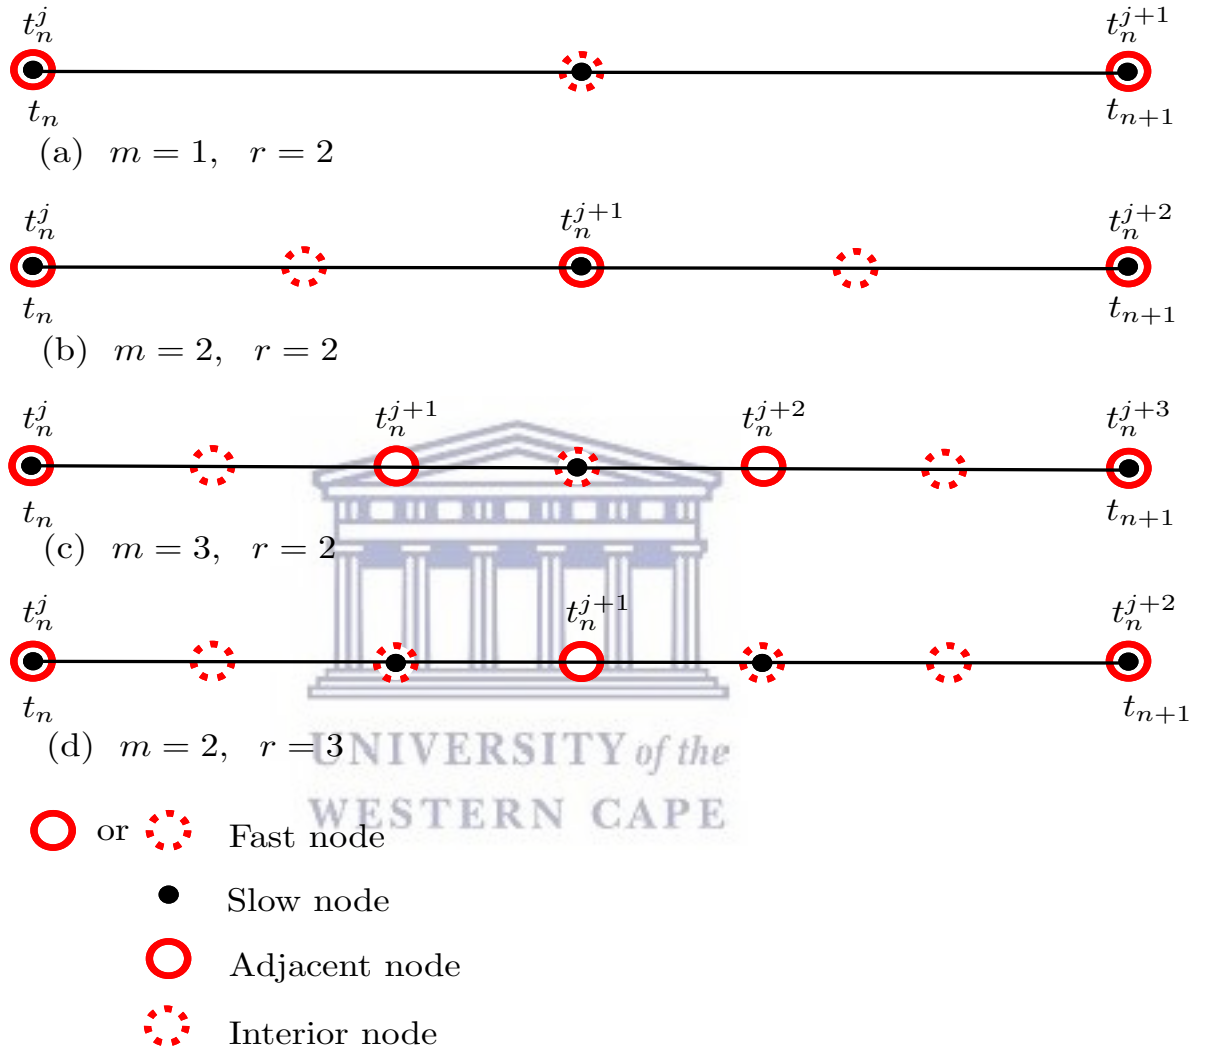 t_n^j t_n^{j+1}
t_n t_{n+1}
(a) m = 1, r = 2
t_n^j t_n^{j+1} t_n^{j+2}
t_n t_{n+1}
(b) m = 2, r = 2
t_n^j t_n^{j+1} t_n^{j+2} t_n^{j+3}
t_n t_{n+1}
(c) m = 3, r = 2
t_n^j t_n^{j+1} t_n^{j+2}
t_n t_{n+1}
(d) m = 2, r = 3
UNIVERSITY of the
WESTERN CAPE
or Fast node
Slow node
Adjacent node
Interior node